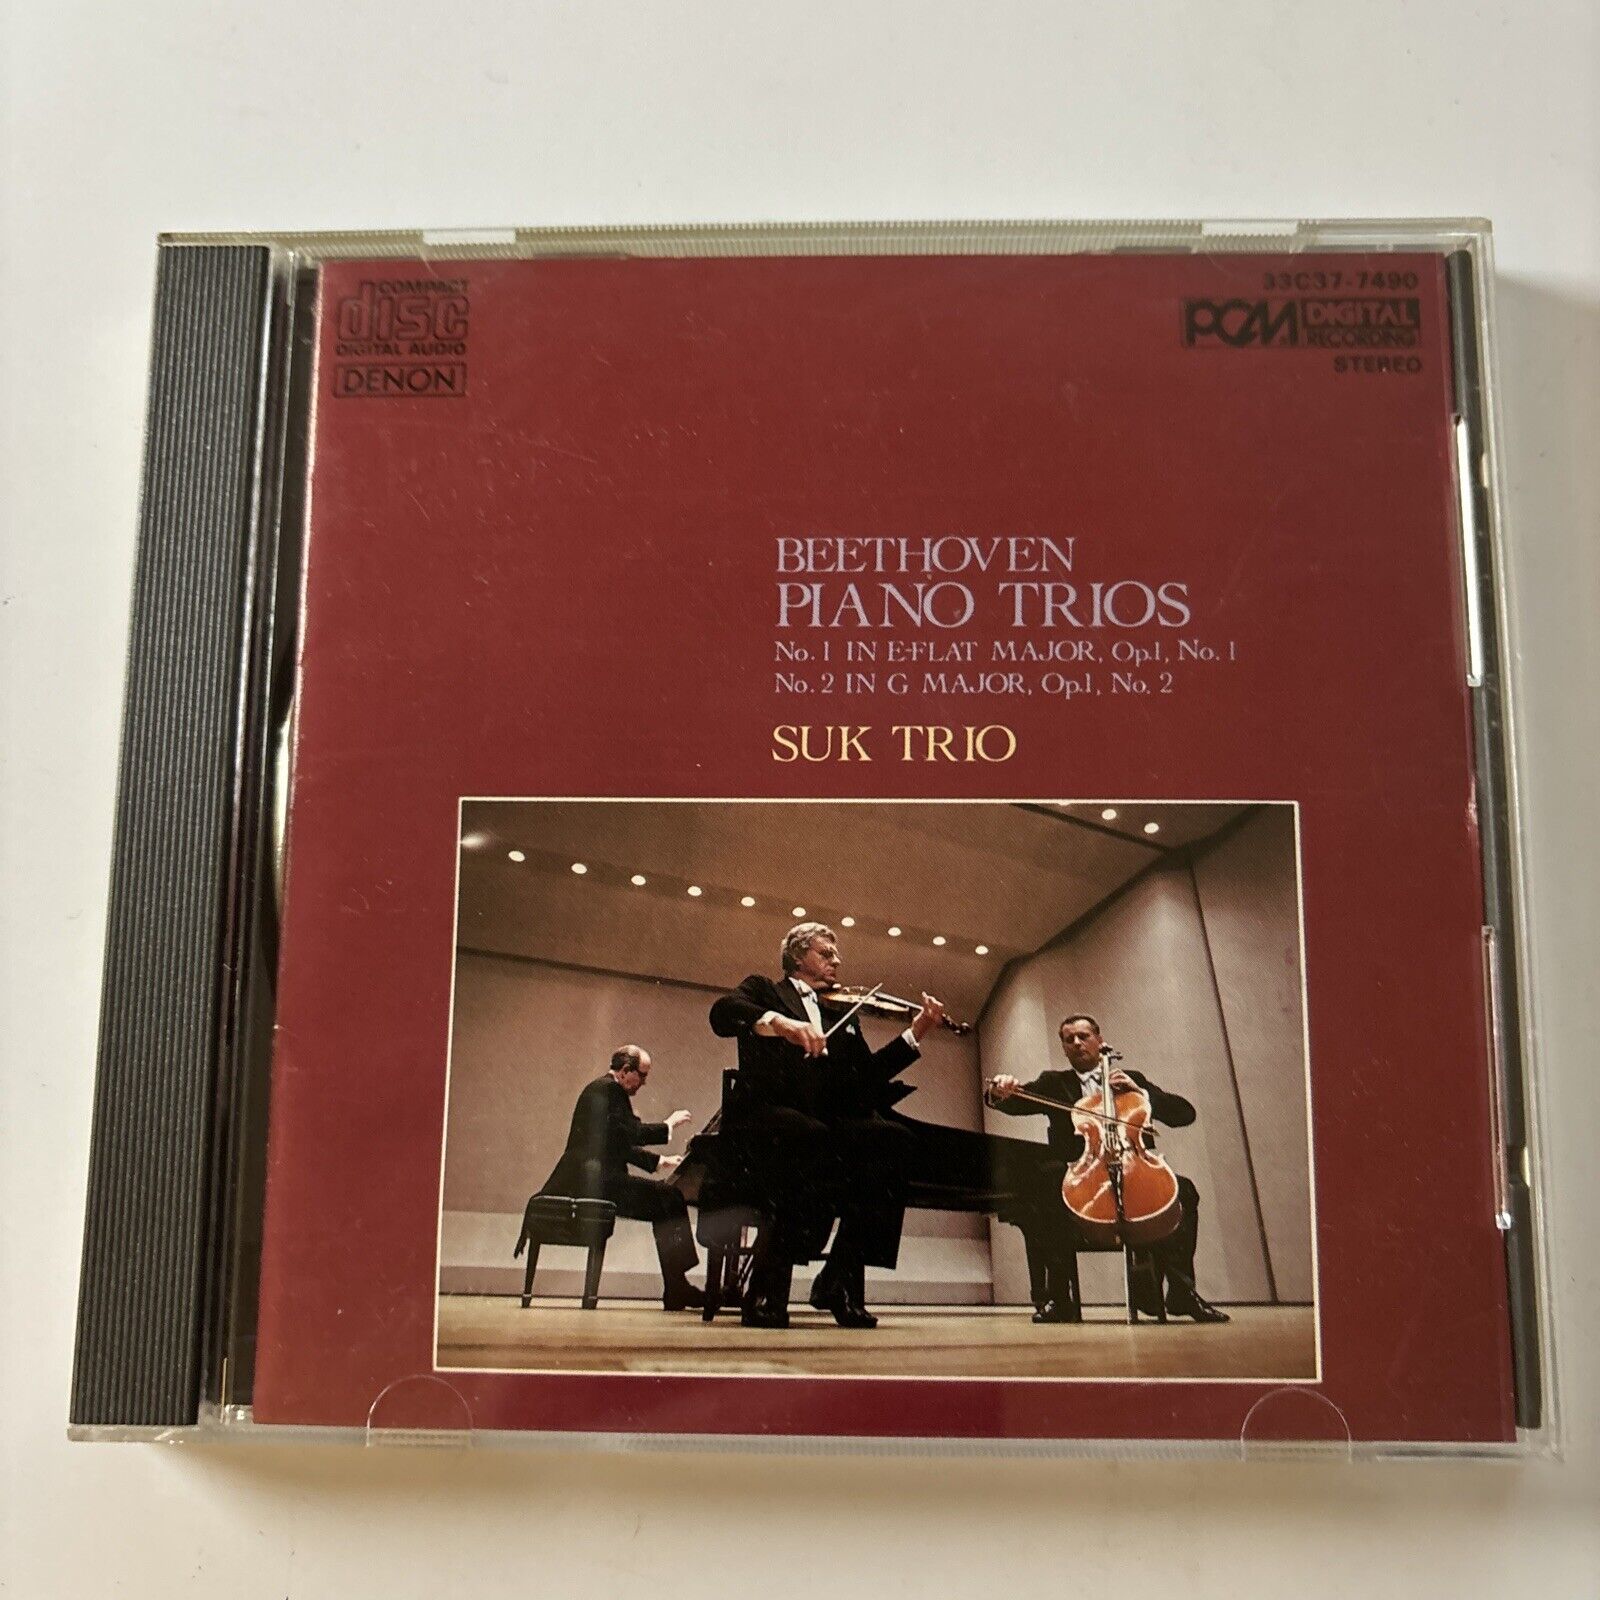 COMPACT
disc
DIGITAL AUDIO
DENON
33C37-7490
PCM DIGITAL RECORDING
STEREO
BEETHOVEN
PIANO TRIOS
No. 1 IN E-FLAT MAJOR, Op.1, No. 1
No. 2 IN G MAJOR, Op.1, No. 2
SUK TRIO